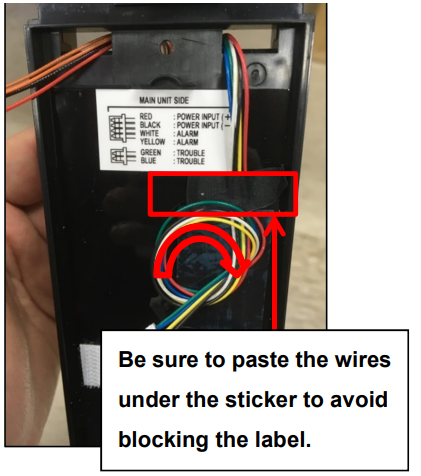 MAIN UNIT SIDE
RED : POWER INPUT (+
BLACK : POWER INPUT (−
WHITE : ALARM
YELLOW : ALARM
GREEN : TROUBLE
BLUE : TROUBLE
Be sure to paste the wires
under the sticker to avoid
blocking the label.